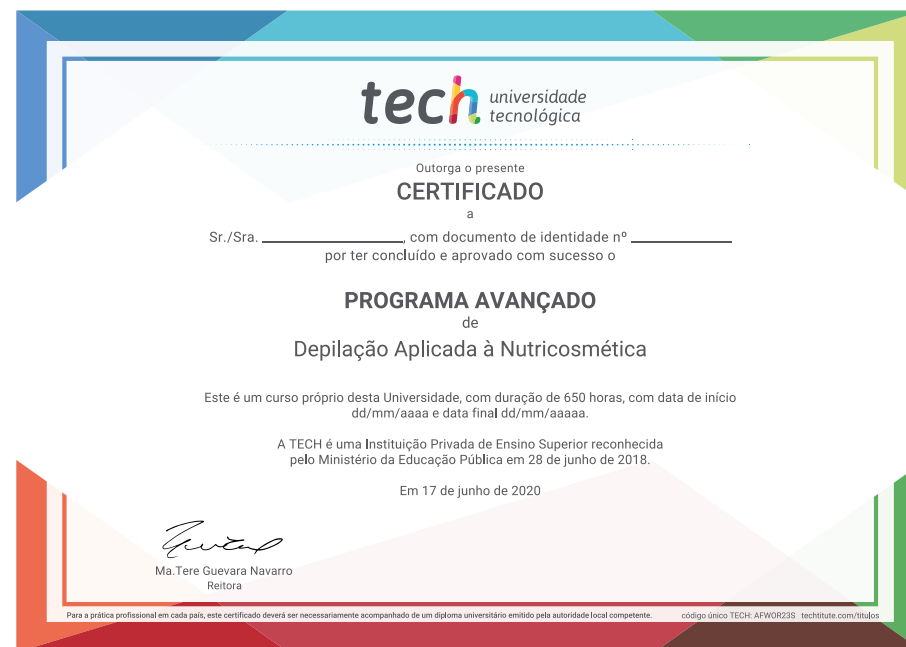 tech universidade
tecnológica
Outorga o presente
CERTIFICADO
a
Sr./Sra. ____________, com documento de identidade nº ____________
por ter concluído e aprovado com sucesso o
PROGRAMA AVANÇADO
de
Depilação Aplicada à Nutricosmética
Este é um curso próprio desta Universidade, com duração de 650 horas, com data de início
dd/mm/aaaa e data final dd/mm/aaaaa.
A TECH é uma Instituição Privada de Ensino Superior reconhecida
pelo Ministério da Educação Pública em 28 de junho de 2018.
Em 17 de junho de 2020
Ma.Tere Guevara Navarro
Reitora
Para a prática profissional em cada país, este certificado deverá ser necessariamente acompanhado de um diploma universitário emitido pela autoridade local competente. código único TECH: AFWOR23S techtitute.com/titulos